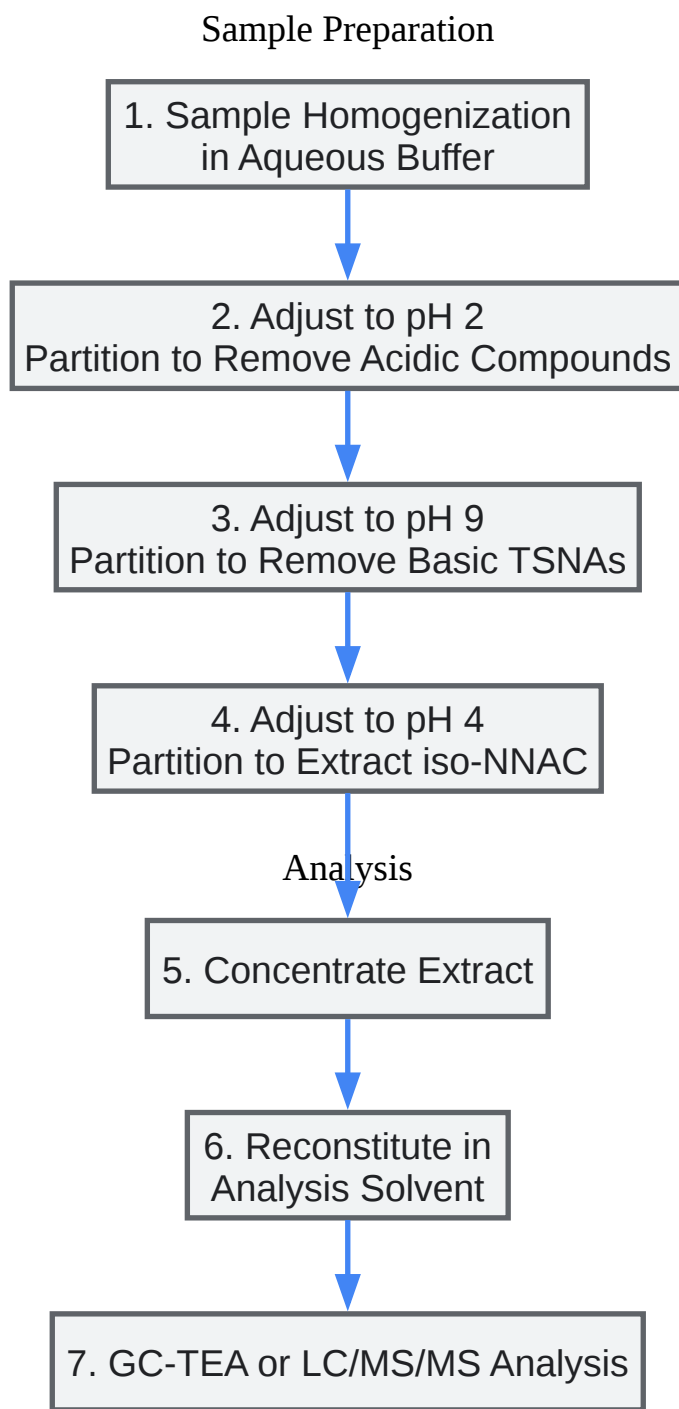 Sample Preparation
1. Sample Homogenization
in Aqueous Buffer
2. Adjust to pH 2
Partition to Remove Acidic Compounds
3. Adjust to pH 9
Partition to Remove Basic TSNAs
4. Adjust to pH 4
Partition to Extract iso-NNAC
Analysis
5. Concentrate Extract
6. Reconstitute in
Analysis Solvent
7. GC-TEA or LC/MS/MS Analysis